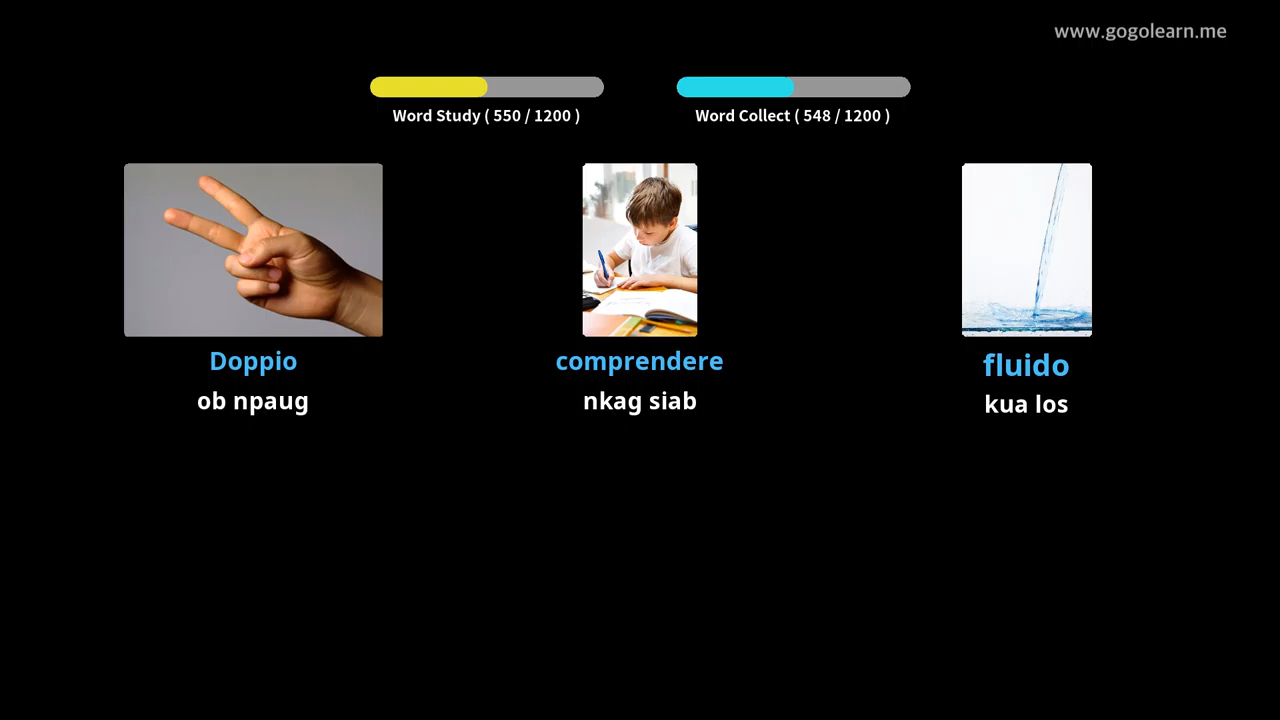 www.gogolearn.me
Word Study ( 550 / 1200 )
Word Collect ( 548 / 1200 )
Doppio
ob npaug
comprendere
nkag siab
fluido
kua los